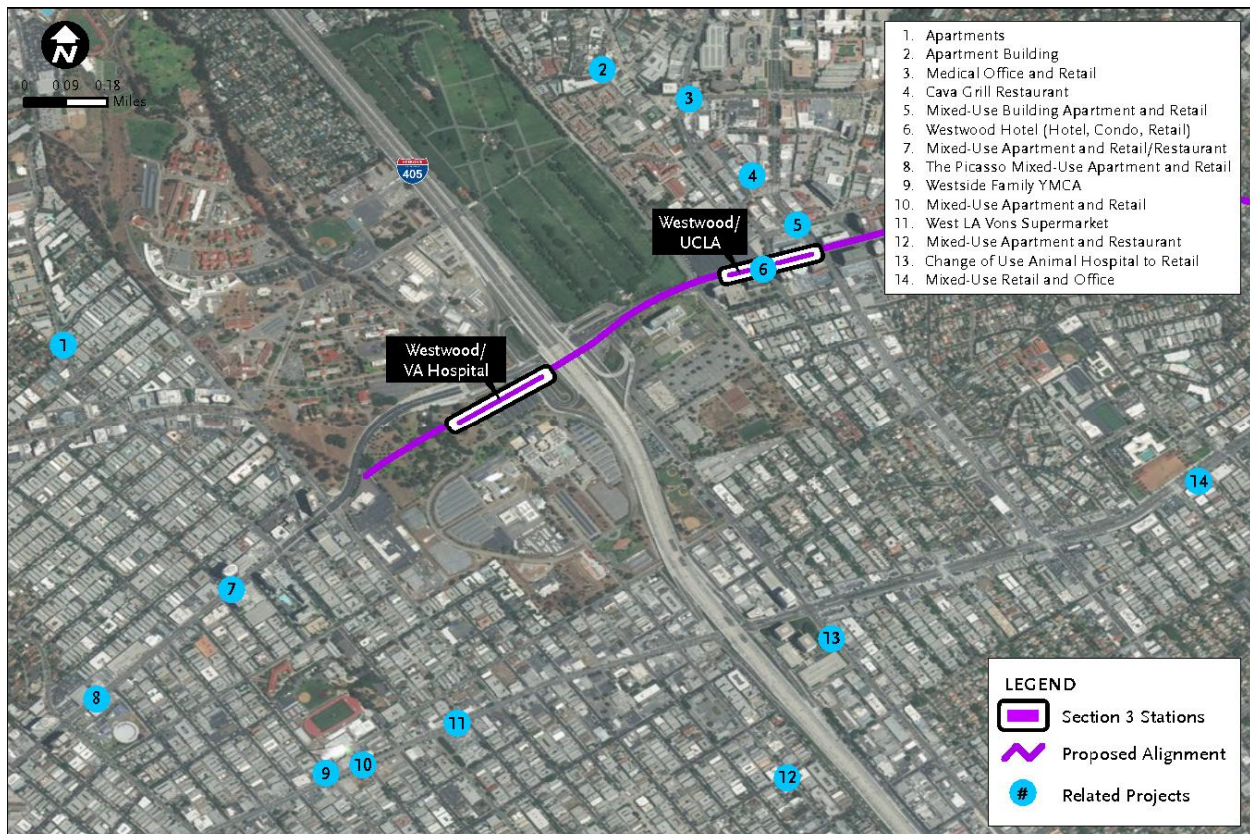 N
0 0.09 0.18
Miles
405
Westwood/
UCLA
Westwood/
VA Hospital
1
2
3
4
5
6
7
8
9
10
11
12
13
14
1. Apartments
2. Apartment Building
3. Medical Office and Retail
4. Cava Grill Restaurant
5. Mixed-Use Building Apartment and Retail
6. Westwood Hotel (Hotel, Condo, Retail)
7. Mixed-Use Apartment and Retail/Restaurant
8. The Picasso Mixed-Use Apartment and Retail
9. Westside Family YMCA
10. Mixed-Use Apartment and Retail
11. West LA Vons Supermarket
12. Mixed-Use Apartment and Restaurant
13. Change of Use Animal Hospital to Retail
14. Mixed-Use Retail and Office
LEGEND
Section 3 Stations
Proposed Alignment
# Related Projects